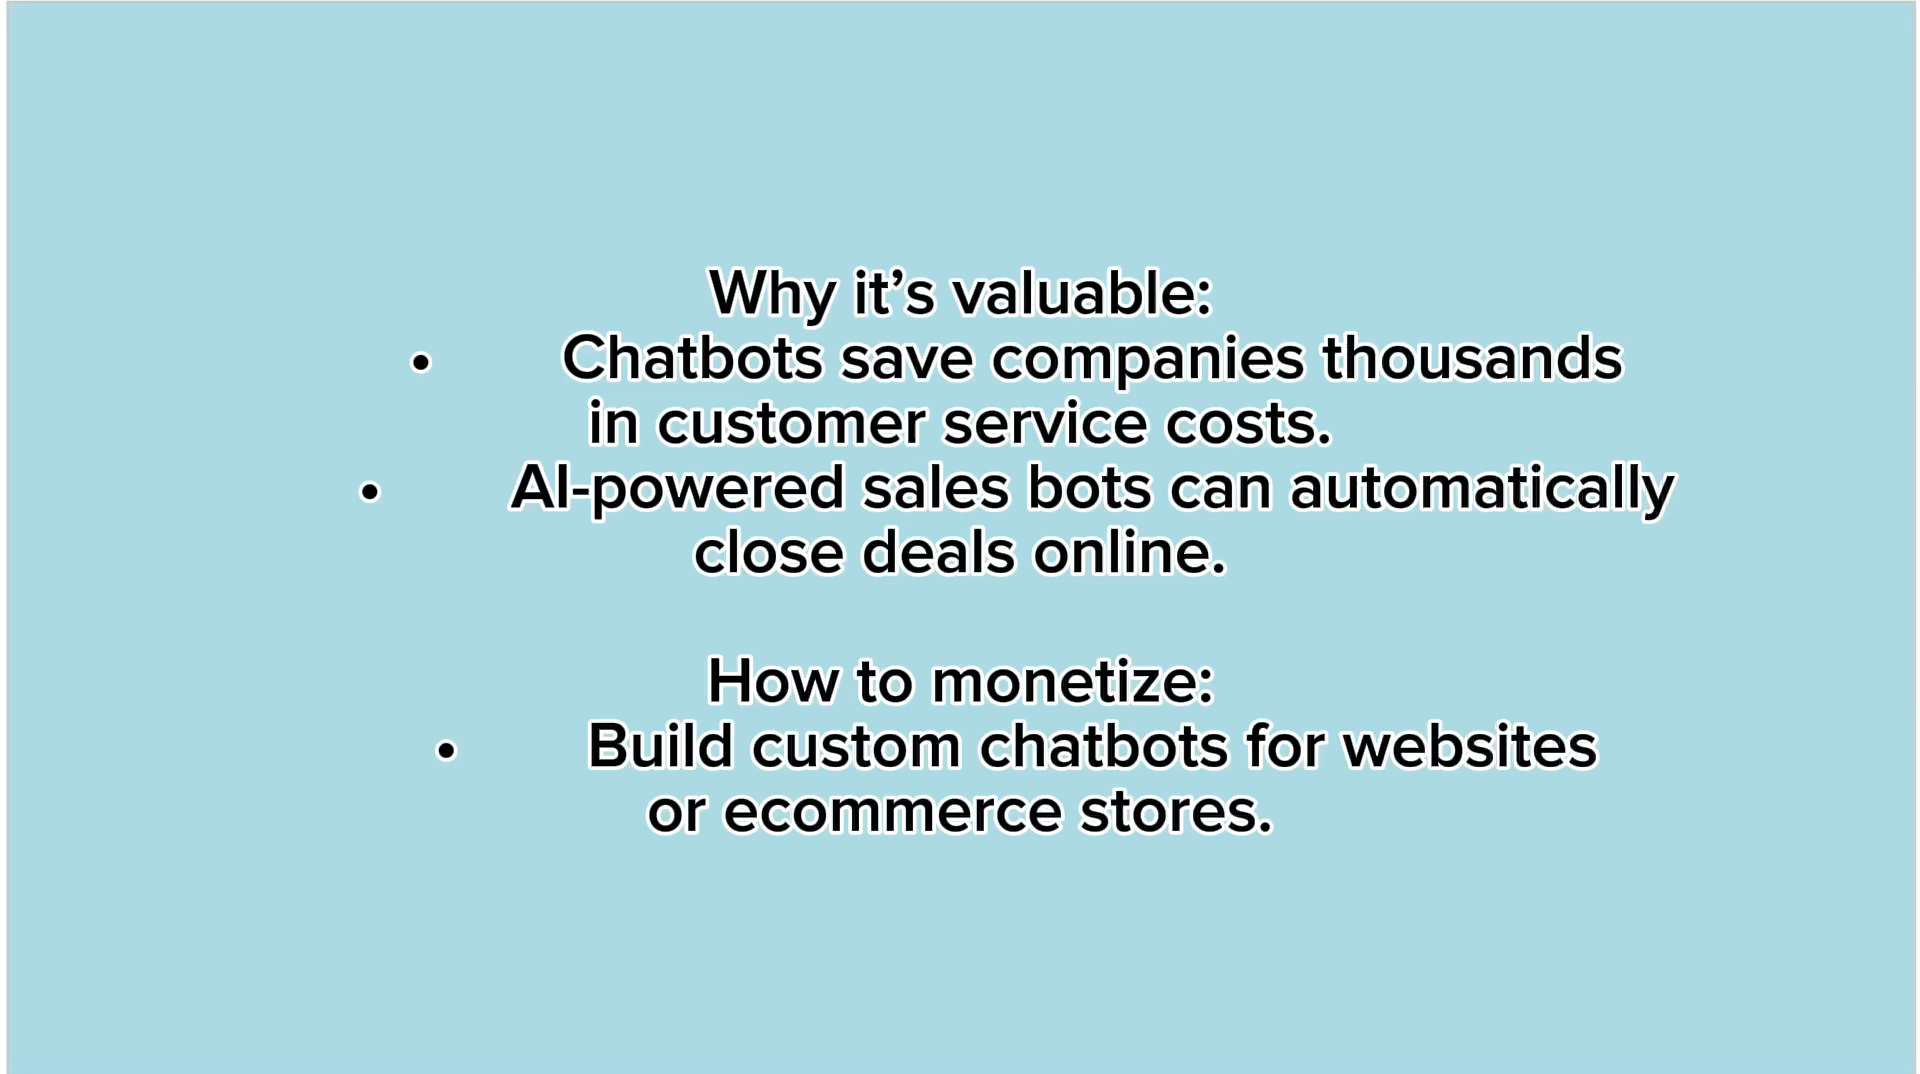 Why it’s valuable:
• Chatbots save companies thousands
in customer service costs.
• AI-powered sales bots can automatically
close deals online.
How to monetize:
• Build custom chatbots for websites
or ecommerce stores.